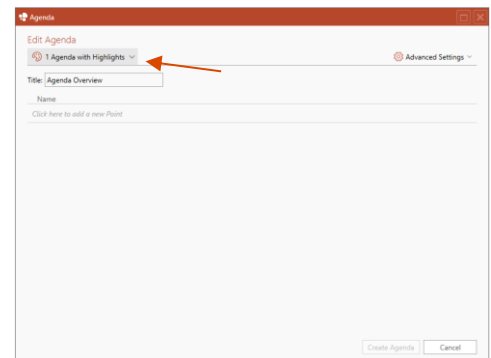 Agenda
Edit Agenda
1 Agenda with Highlights
Advanced Settings
Title: Agenda Overview
Name
Click here to add a new Point
Create Agenda
Cancel